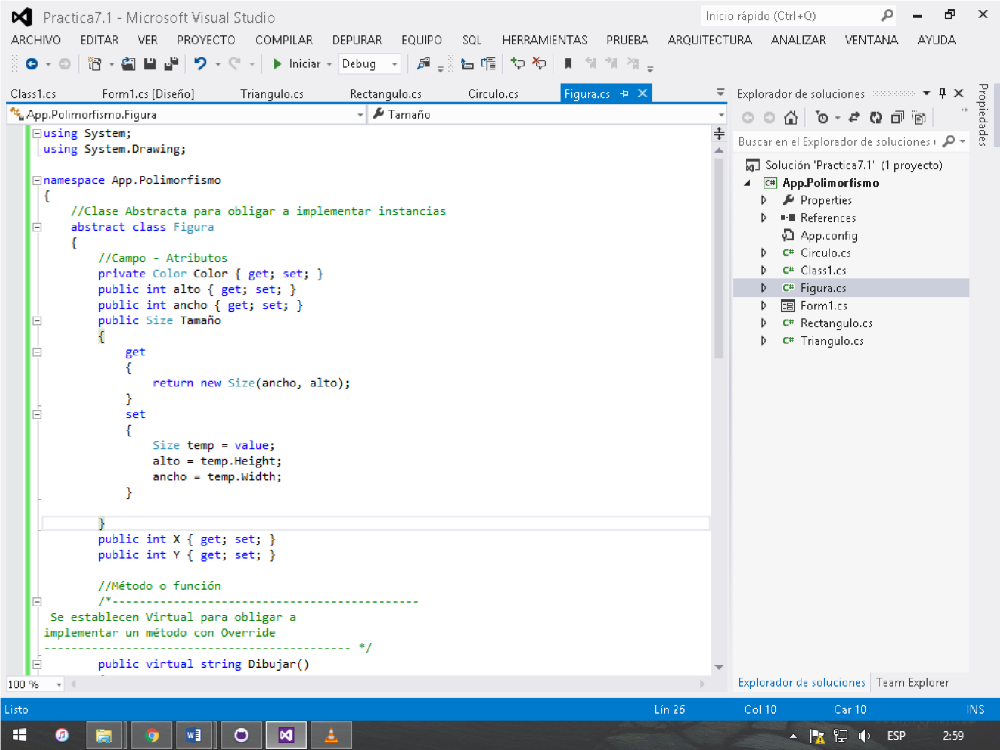 Practica7.1 - Microsoft Visual Studio
Inicio rápido (Ctrl+Q)
ARCHIVO EDITAR VER PROYECTO COMPILAR DEPURAR EQUIPO SQL HERRAMIENTAS PRUEBA ARQUITECTURA ANALIZAR VENTANA AYUDA
Iniciar Debug
Class1.cs Form1.cs [Diseño] Triangulo.cs Rectangulo.cs Circulo.cs Figura.cs
App.Polimorfismo.Figura Tamaño
using System;
using System.Drawing;
namespace App.Polimorfismo
{
//Clase Abstracta para obligar a implementar instancias
abstract class Figura
{
//Campo - Atributos
private Color Color { get; set; }
public int alto { get; set; }
public int ancho { get; set; }
public Size Tamaño
{
get
{
return new Size(ancho, alto);
}
set
{
Size temp = value;
alto = temp.Height;
ancho = temp.Width;
}
}
public int X { get; set; }
public int Y { get; set; }
//Método o función
/*---------------------------------------------
Se establecen Virtual para obligar a
implementar un método con Override
--------------------------------------------- */
public virtual string Dibujar()
100 %
Explorador de soluciones
Buscar en el Explorador de soluciones
Solución 'Practica7.1' (1 proyecto)
App.Polimorfismo
Properties
References
App.config
Circulo.cs
Class1.cs
Figura.cs
Form1.cs
Rectangulo.cs
Triangulo.cs
Explorador de soluciones Team Explorer
Propiedades
Listo Lín 26 Col 10 Car 10 INS
ESP 2:59